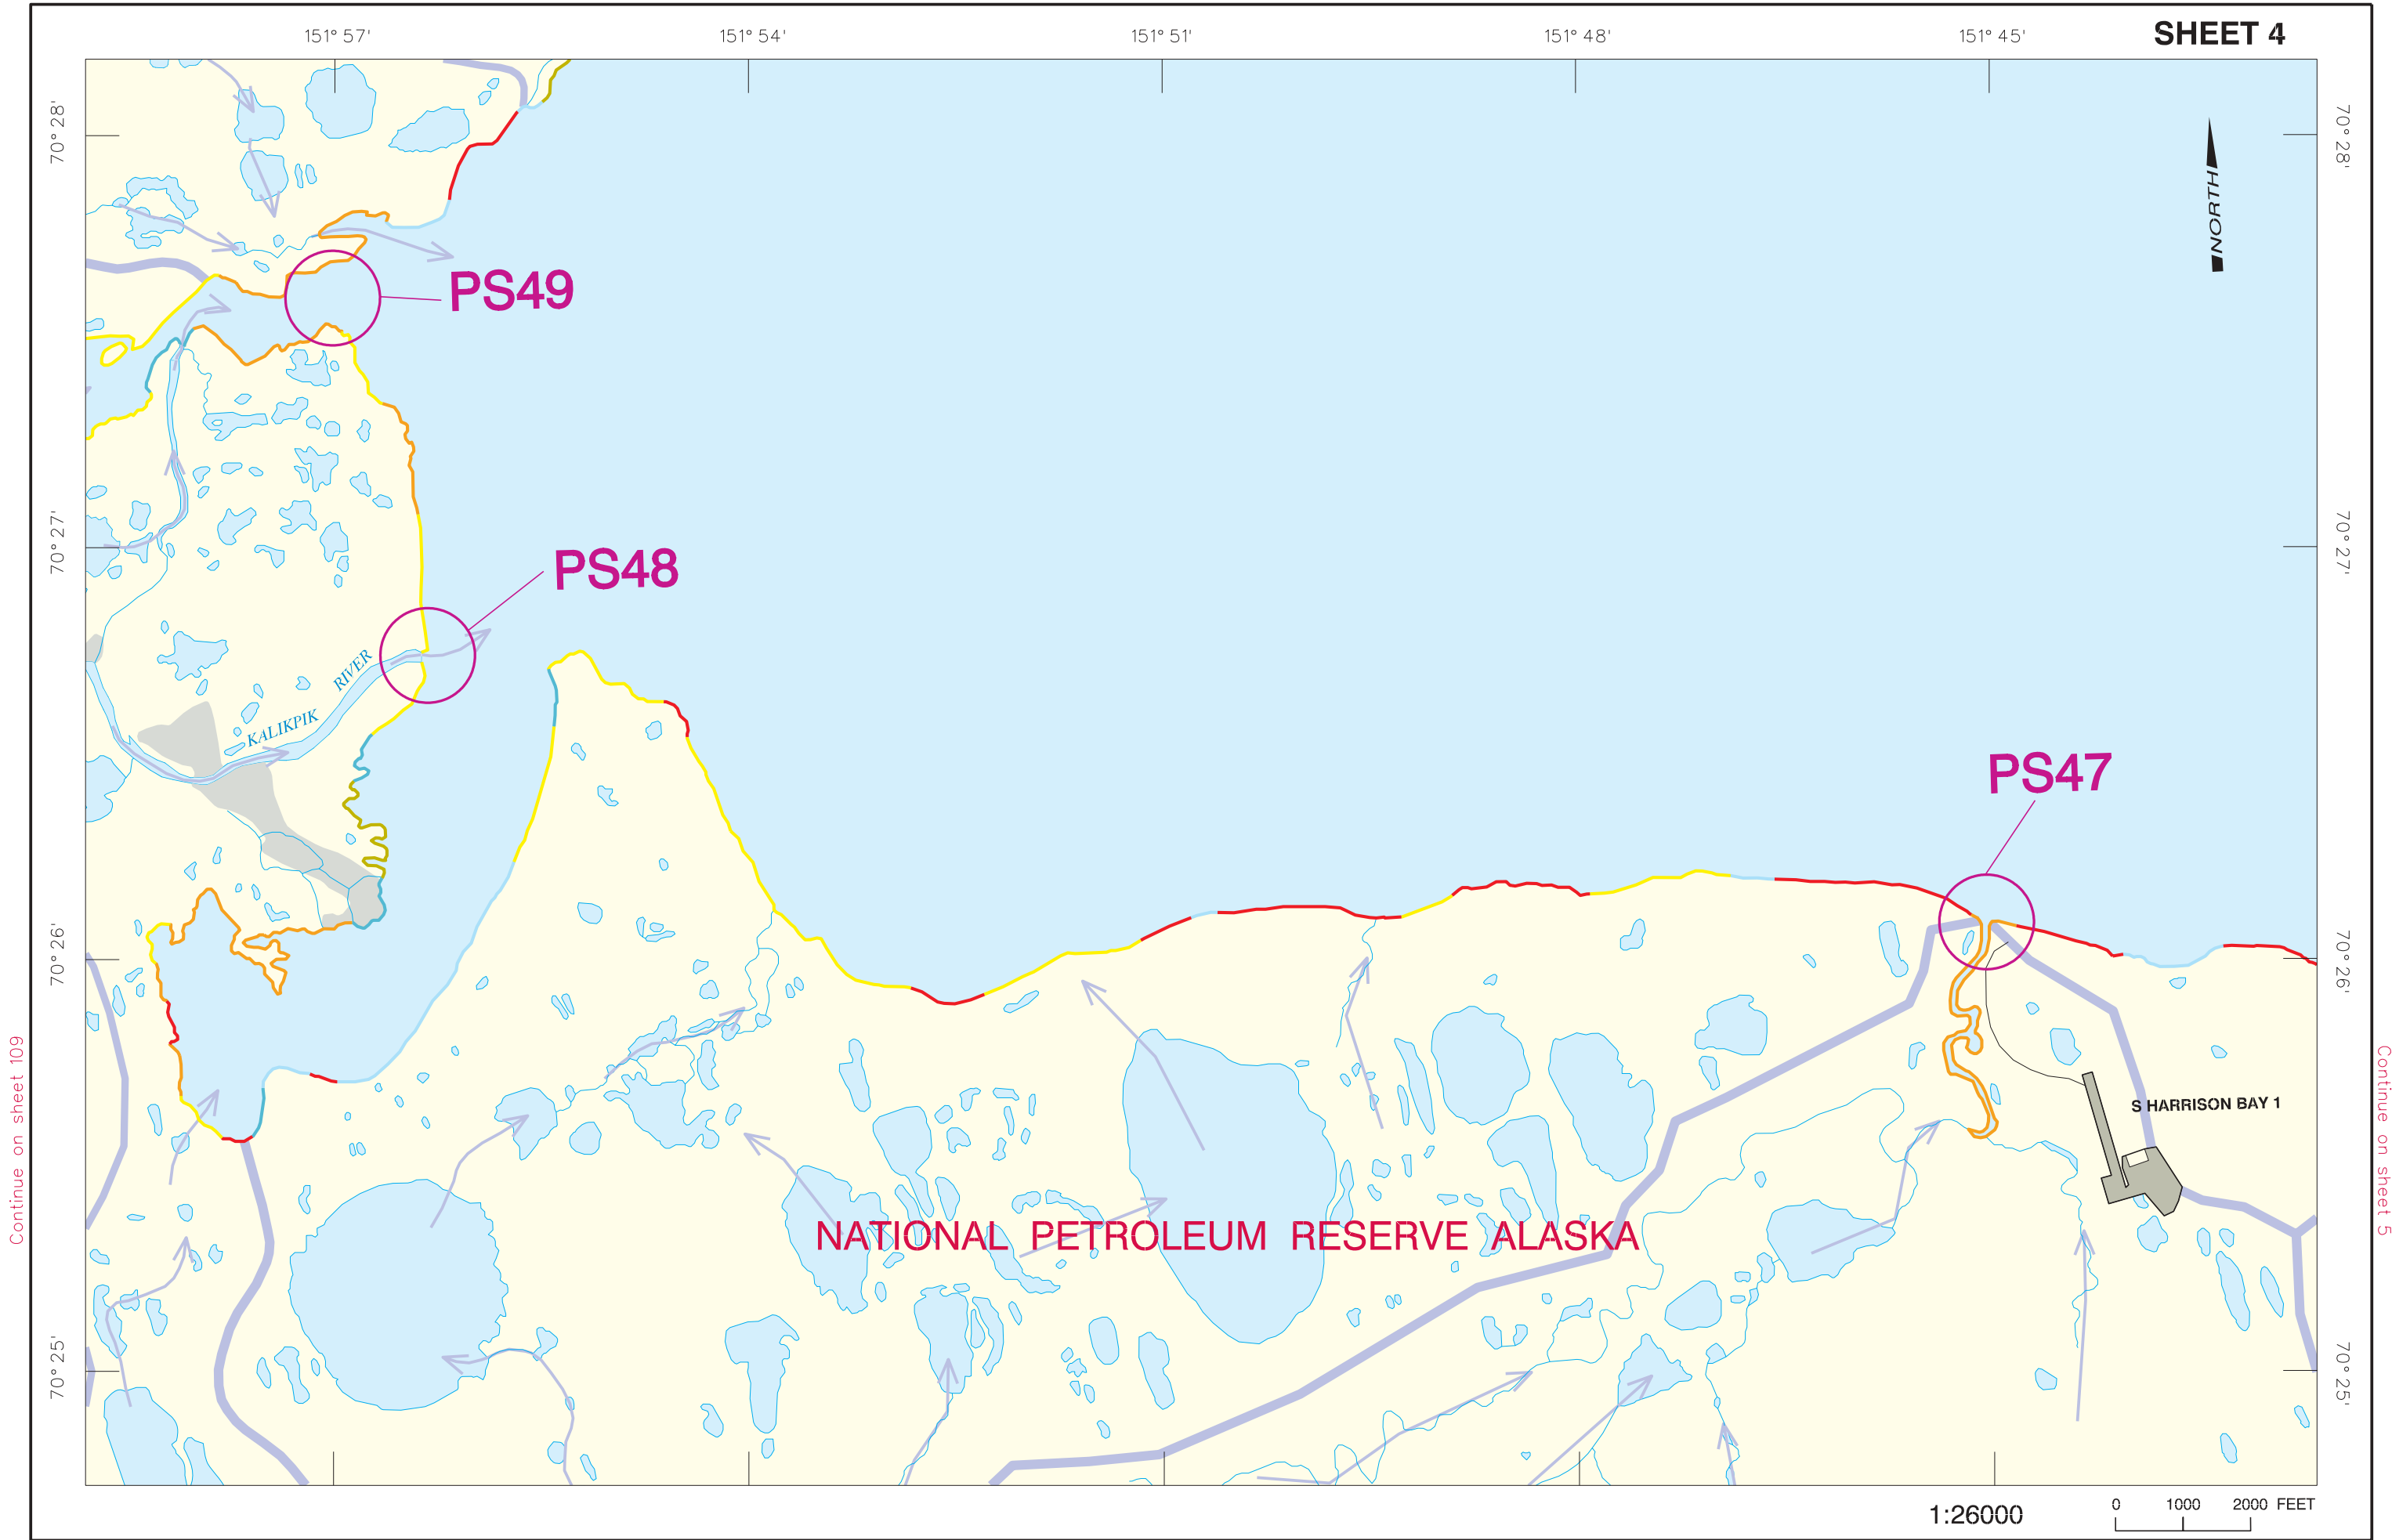 SHEET 4
151° 57'
151° 54'
151° 51'
151° 48'
151° 45'
70° 28'
70° 28'
NORTH
PS49
70° 27'
70° 27'
PS48
RIVER
KALIKPIK
PS47
70° 26'
70° 26'
Continue on sheet 109
Continue on sheet 5
S HARRISON BAY 1
NATIONAL PETROLEUM RESERVE ALASKA
70° 25'
70° 25'
1:26000
0 1000 2000 FEET